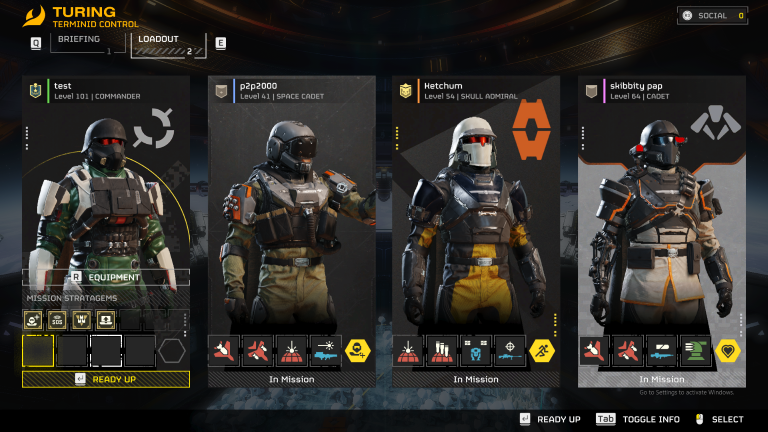 TURING
TERMINID CONTROL
SOCIAL 0
Q
BRIEFING
1
LOADOUT
2
E
test
Level 101 | COMMANDER
p2p2000
Level 41 | SPACE CADET
Ketchum
Level 54 | SKULL ADMIRAL
skibbity pap
Level 64 | CADET
R EQUIPMENT
MISSION STRATAGEMS
SOS
READY UP
In Mission
In Mission
In Mission
Go to Settings to activate Windows.
READY UP
Tab TOGGLE INFO
SELECT